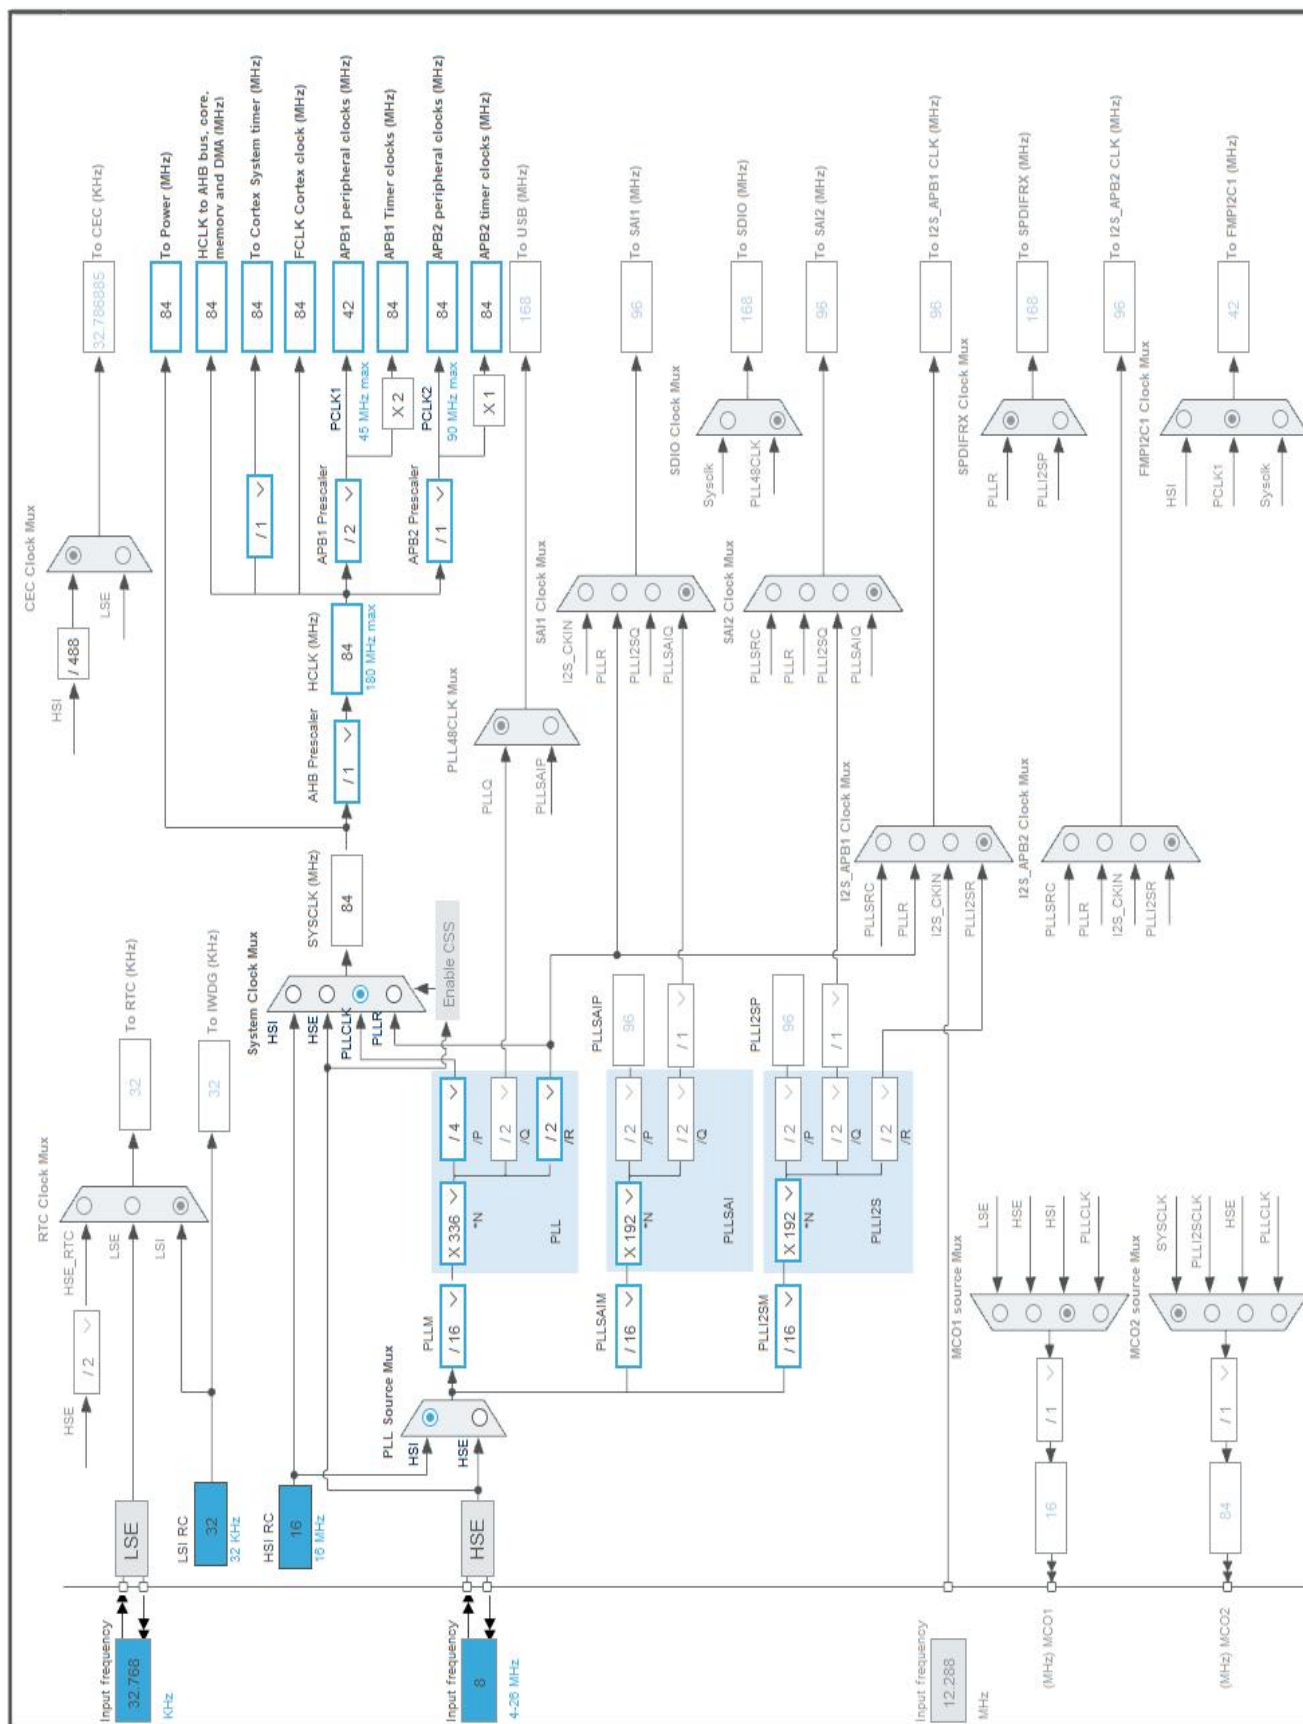 Input frequency
32.768
KHz
LSE
HSE
/ 2
HSE_RTC
LSE
LSI
RTC Clock Mux
32
To RTC (KHz)
LSI RC
32
32 KHz
32
To IWDG (KHz)
HSI
/ 488
LSE
CEC Clock Mux
32.786885
To CEC (KHz)
HSI RC
16
16 MHz
Input frequency
8
4-26 MHz
HSE
PLL Source Mux
HSI
HSE
PLLM
/ 16
X 336
*N
/ 4
/P
/ 2
/Q
/ 2
/R
PLL
System Clock Mux
HSI
HSE
PLLCLK
PLLR
Enable CSS
SYSCLK (MHz)
84
AHB Prescaler
/ 1
HCLK (MHz)
84
180 MHz max
84
To Power (MHz)
84
HCLK to AHB bus, core,
memory and DMA (MHz)
/ 1
84
To Cortex System timer (MHz)
84
FCLK Cortex clock (MHz)
APB1 Prescaler
/ 2
PCLK1
45 MHz max
42
APB1 peripheral clocks (MHz)
X 2
84
APB1 Timer clocks (MHz)
APB2 Prescaler
/ 1
PCLK2
90 MHz max
84
APB2 peripheral clocks (MHz)
X 1
84
APB2 timer clocks (MHz)
PLLQ
PLLSAIP
PLL48CLK Mux
168
To USB (MHz)
PLLSAIM
/ 16
X 192
*N
/ 2
/P
/ 2
/Q
PLLSAI
PLLSAIP
96
/ 1
SAI1 Clock Mux
I2S_CKIN
PLLR
PLLI2SQ
PLLSAIQ
96
To SAI1 (MHz)
SDIO Clock Mux
Sysclk
PLL48CLK
168
To SDIO (MHz)
PLLI2SM
/ 16
X 192
*N
/ 2
/P
/ 2
/Q
/ 2
/R
PLLI2S
PLLI2SP
96
/ 1
SAI2 Clock Mux
PLLSRC
PLLR
PLLI2SQ
PLLSAIQ
96
To SAI2 (MHz)
Input frequency
12.288
MHz
I2S_APB1 Clock Mux
PLLSRC
PLLR
I2S_CKIN
PLLI2SR
96
To I2S_APB1 CLK (MHz)
SPDIFRX Clock Mux
PLLR
PLLI2SP
168
To SPDIFRX (MHz)
I2S_APB2 Clock Mux
PLLSRC
PLLR
I2S_CKIN
PLLI2SR
96
To I2S_APB2 CLK (MHz)
FMPI2C1 Clock Mux
HSI
PCLK1
Sysclk
42
To FMPI2C1 (MHz)
MCO1 source Mux
LSE
HSE
HSI
PLLCLK
/ 1
16
(MHz) MCO1
MCO2 source Mux
SYSCLK
PLLI2SCLK
HSE
PLLCLK
/ 1
84
(MHz) MCO2